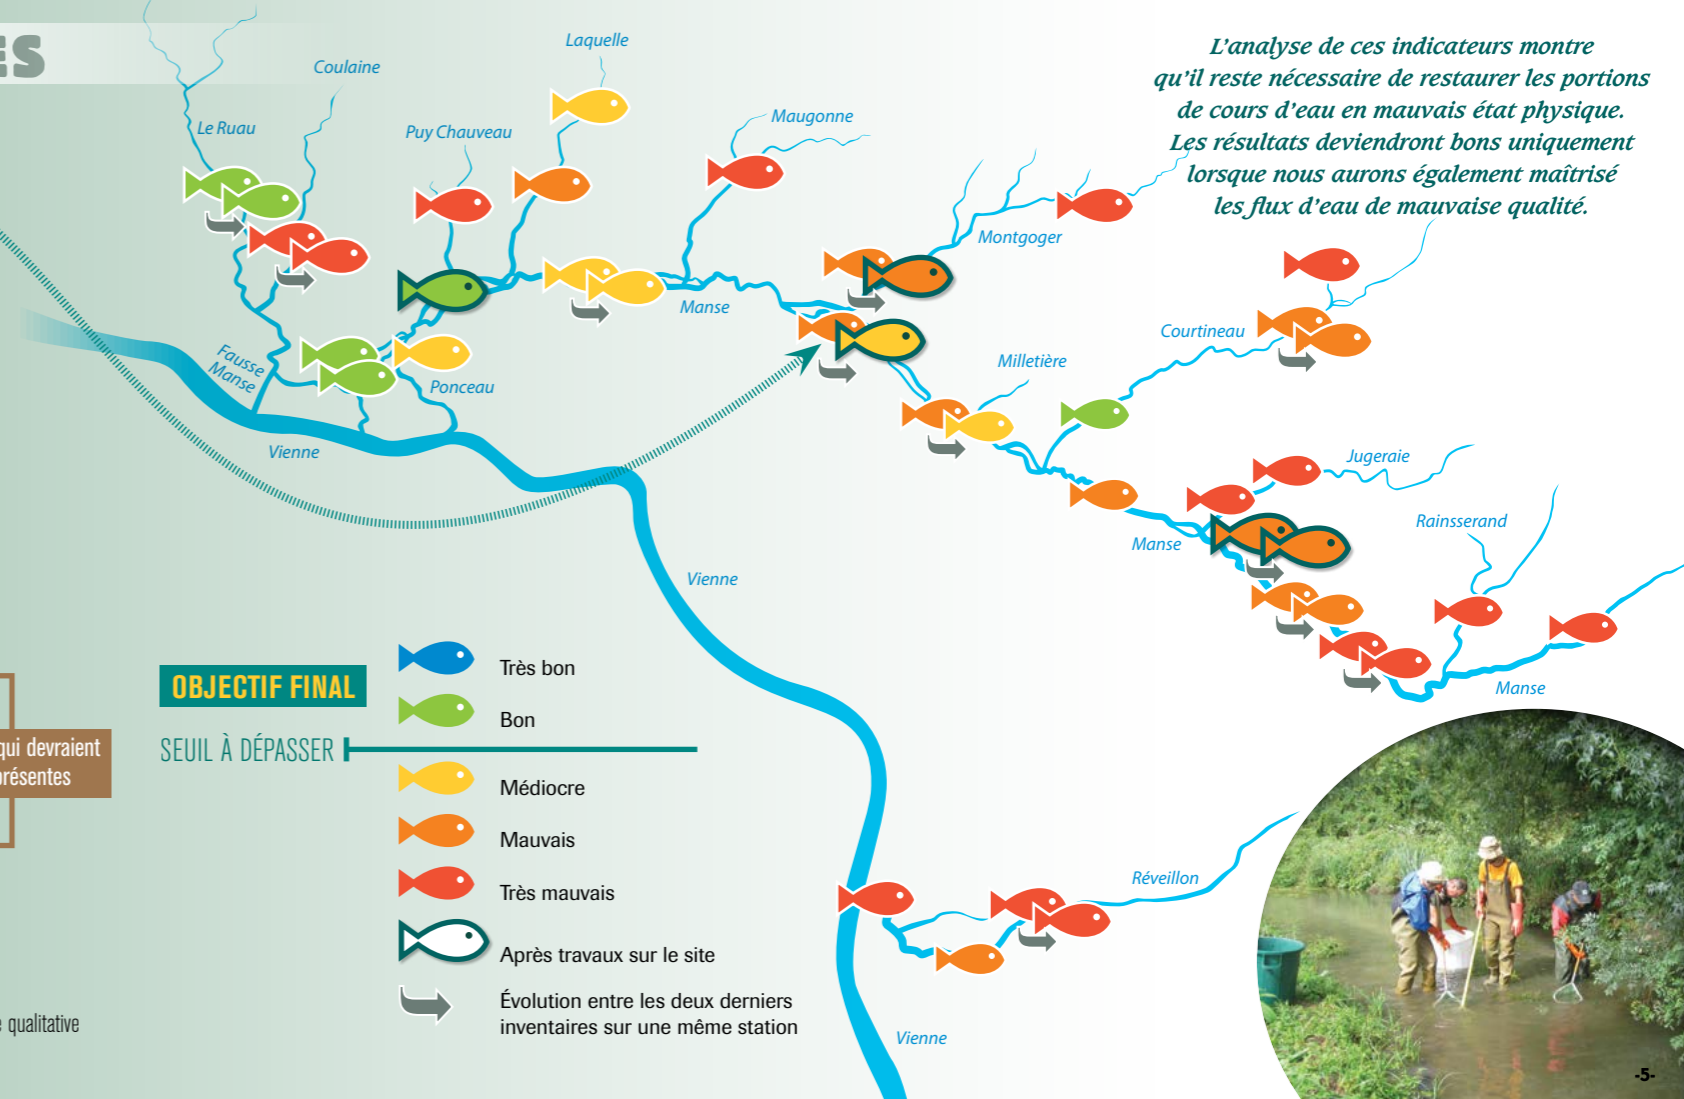 ES
L'analyse de ces indicateurs montre
qu'il reste nécessaire de restaurer les portions
de cours d'eau en mauvais état physique.
Les résultats deviendront bons uniquement
lorsque nous aurons également maîtrisé
les flux d'eau de mauvaise qualité.
Laquelle
Coulaine
Le Ruau
Puy Chauveau
Maugonne
Montgoger
Manse
Courtineau
Milletière
Fausse
Manse
Ponceau
Vienne
Jugeraie
Rainsserand
Manse
Vienne
Manse
OBJECTIF FINAL
Très bon
Bon
SEUIL À DÉPASSER
Médiocre
Mauvais
Très mauvais
Après travaux sur le site
Évolution entre les deux derniers
inventaires sur une même station
qui devraient
présentes
e qualitative
Réveillon
Vienne
-5-